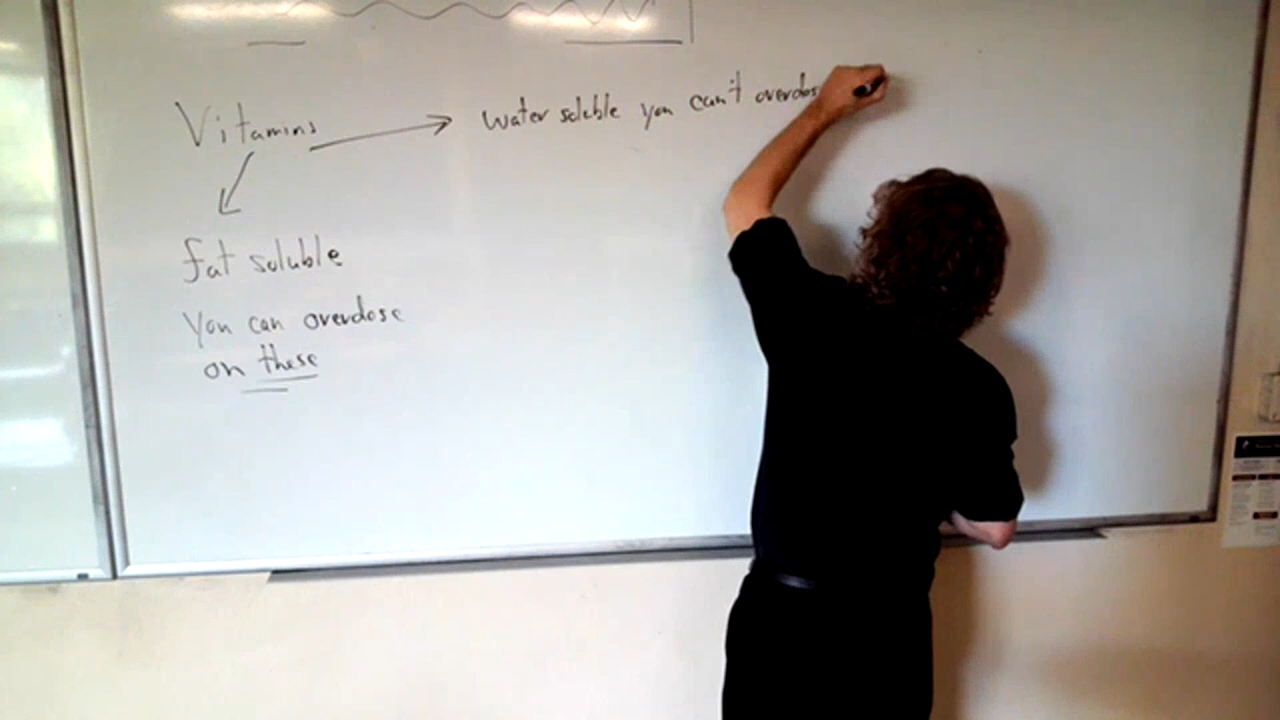 Vitamins
water soluble you can't overdos
fat soluble
You can overdose
on these